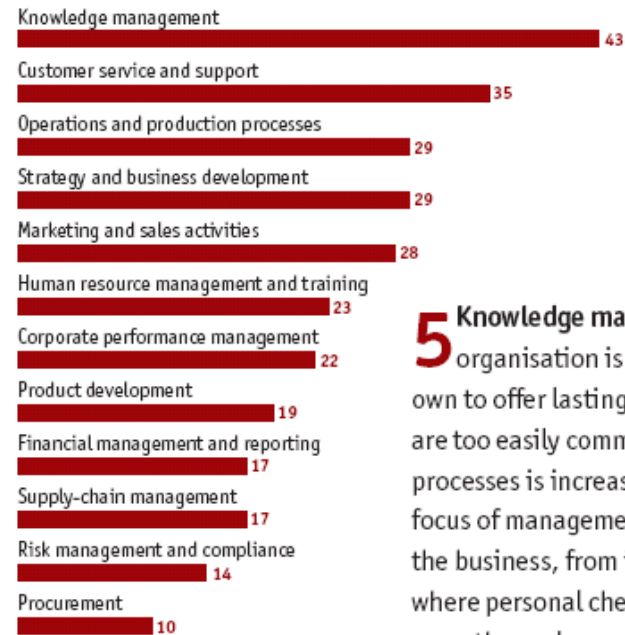 Knowledge management
43
Customer service and support
35
Operations and production processes
29
Strategy and business development
29
Marketing and sales activities
28
Human resource management and training
23
Corporate performance management
22
Product development
19
Financial management and reporting
17
Supply-chain management
17
Risk management and compliance
14
Procurement
10
5 Knowledge ma
organisation is
own to offer lasting
are too easily comm
processes is increas
focus of manageme
the business, from i
where personal che